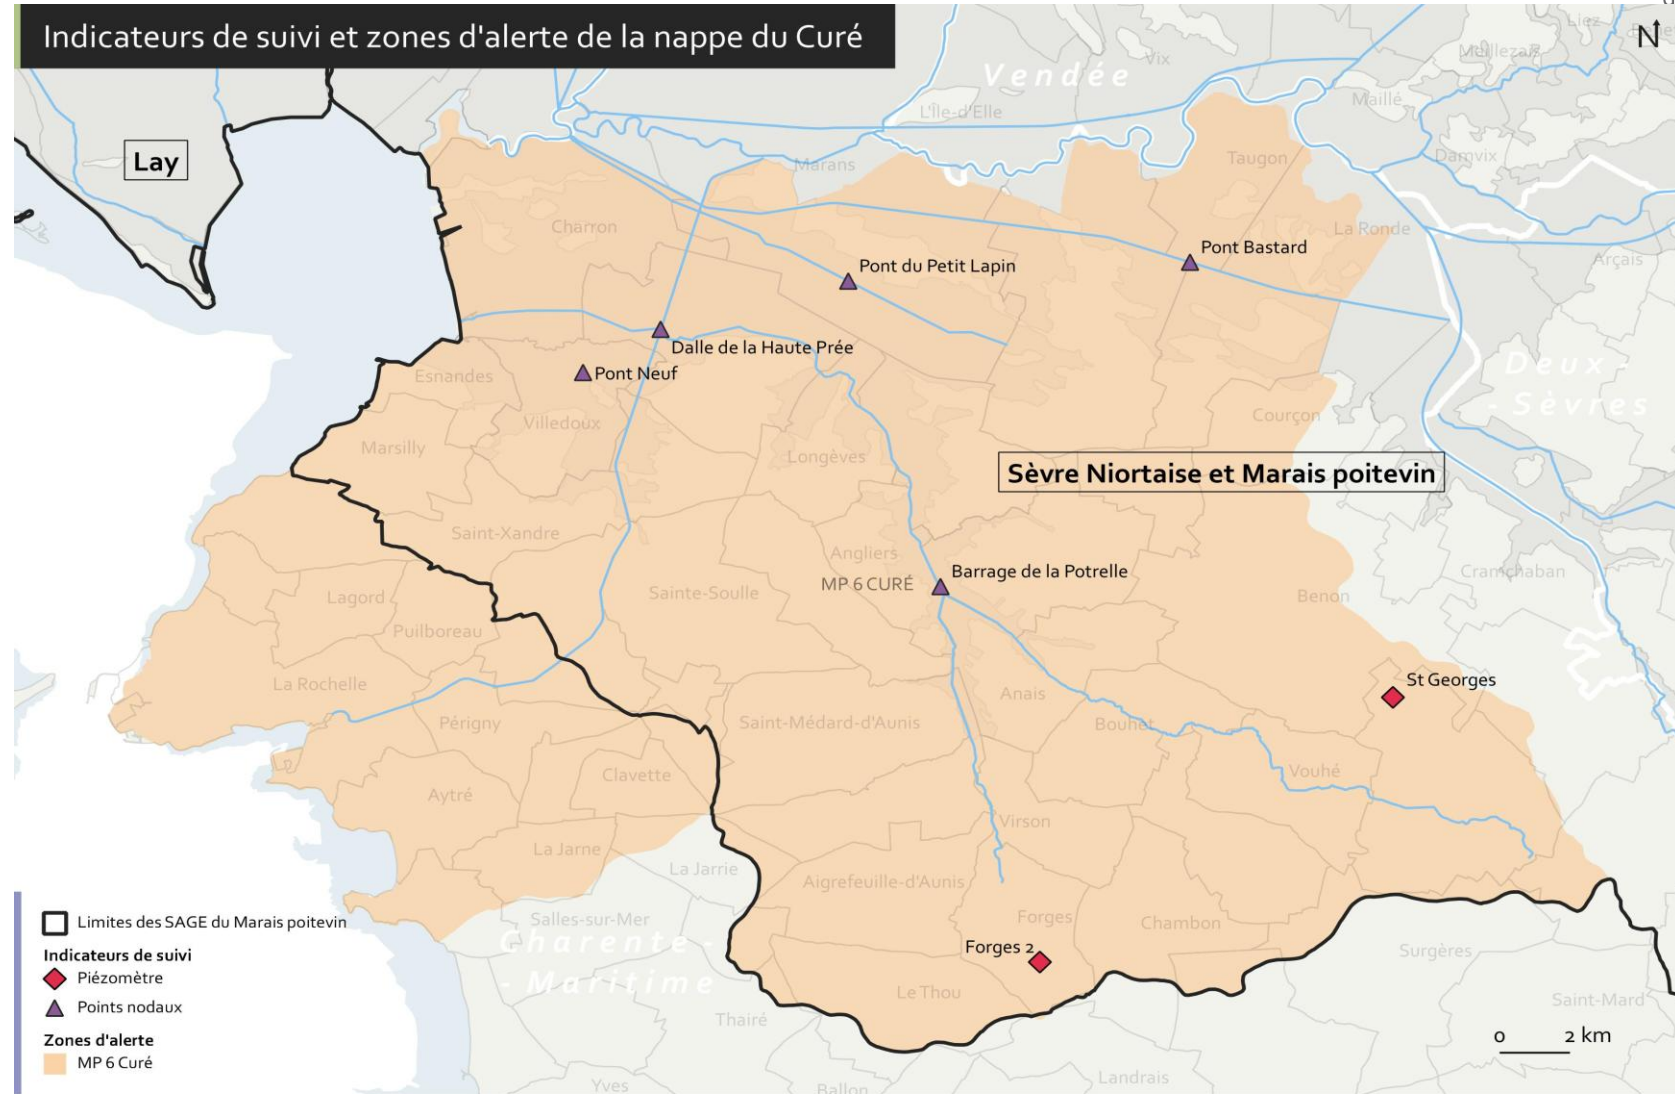 Indicateurs de suivi et zones d'alerte de la nappe du Curé
N
Liez
Maillezais
Vix
Vendée
L'Île-d'Elle
Maillé
Lay
Marans
Taugon
Damvix
Charron
La Ronde
Pont Bastard
Arçais
Pont du Petit Lapin
Dalle de la Haute Prée
Pont Neuf
Esnandes
Deux -
- Sèvres
Villedoux
Courçon
Marsilly
Longèves
Sèvre Niortaise et Marais poitevin
Saint-Xandre
Angliers
MP 6 CURÉ
Barrage de la Potrelle
Cramchaban
Sainte-Soulle
Benon
Lagord
Puilboreau
La Rochelle
Anais
St Georges
Périgny
Saint-Médard-d'Aunis
Bouhet
Clavette
Vouhé
Aytré
Virson
La Jarne
La Jarrie
Aigrefeuille-d'Aunis
Salles-sur-Mer
Forges
Chambon
Charente -
- Maritime
Forges 2
Surgères
Le Thou
Saint-Mard
Thairé
Yves
Ballon
Landrais
0 2 km
Limites des SAGE du Marais poitevin
Indicateurs de suivi
Piézomètre
Points nodaux
Zones d'alerte
MP 6 Curé